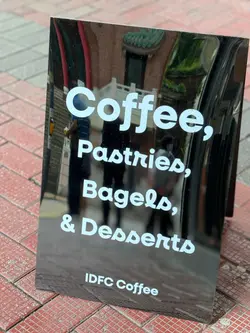 Coffee,
Pastries,
Bagels,
& Desserts
IDFC Coffee